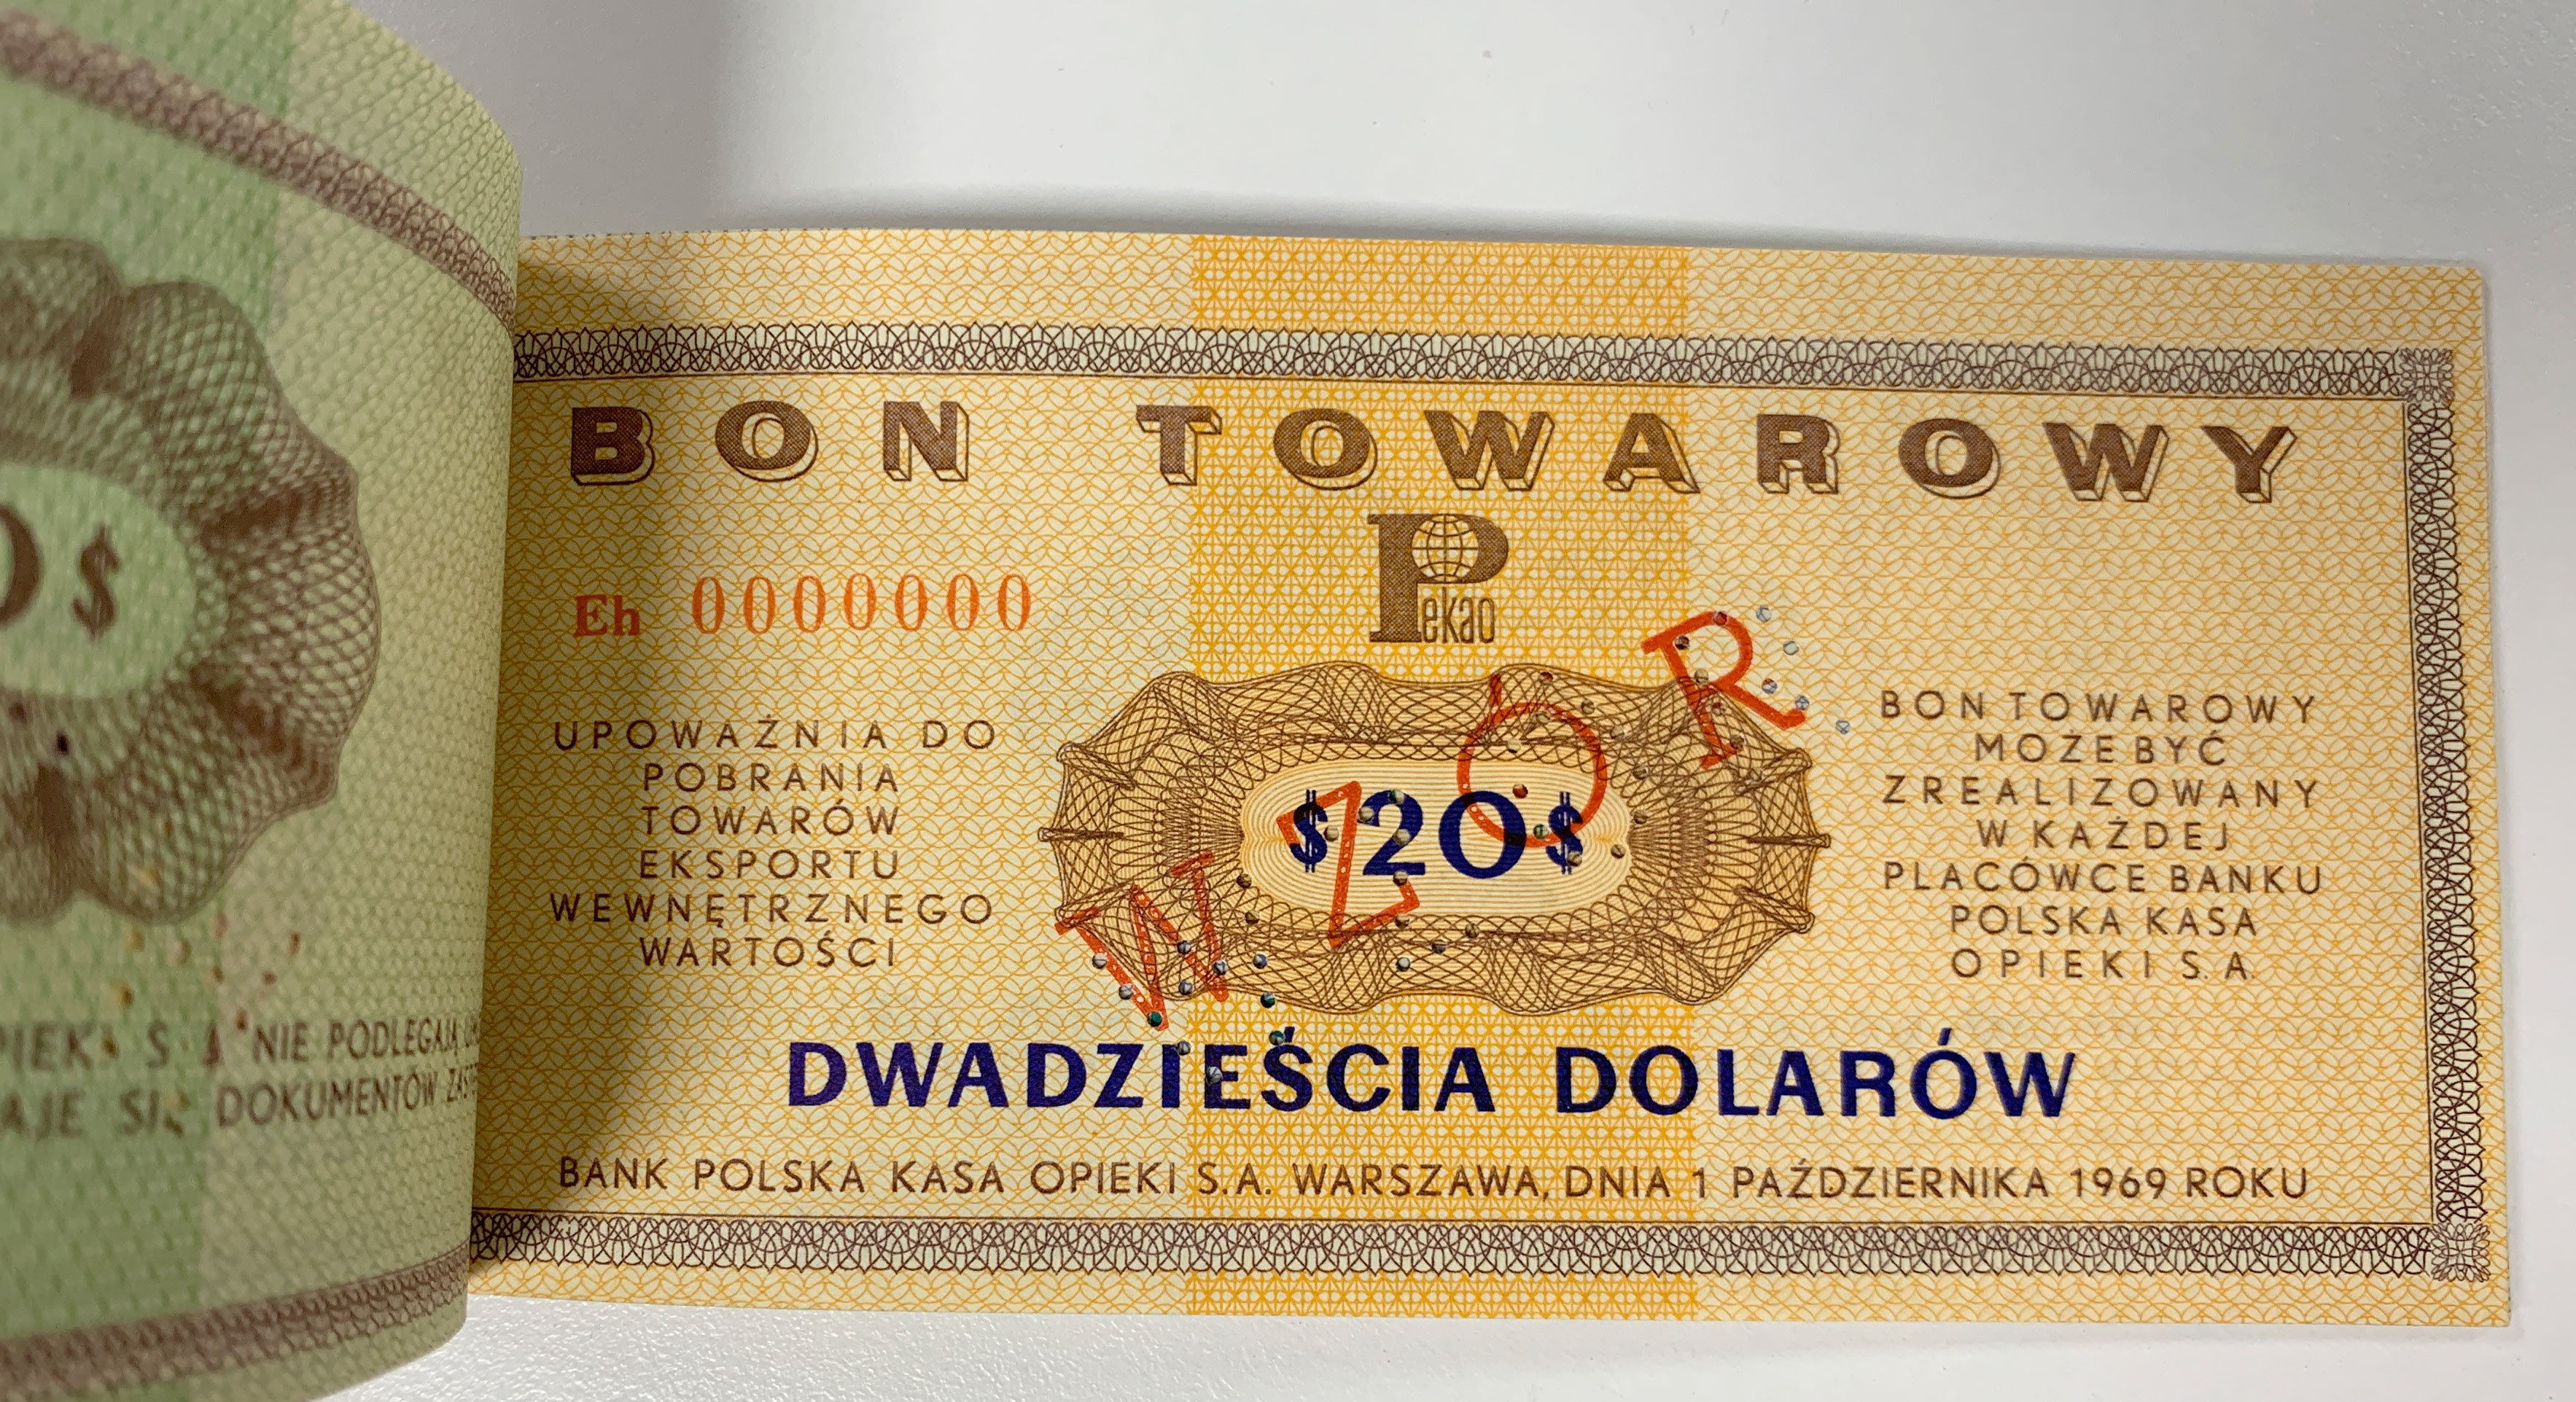 0$
NIE PODLEGAJĄ
SIĘ DOKUMENTÓW
BON TOWAROWY
Pekao
Eh 0000000
UPOWAŻNIA DO
POBRANIA
TOWARÓW
EKSPORTU
WEWNĘTRZNEGO
WARTOŚCI
$20$
WZÓR
BON TOWAROWY
MOŻE BYĆ
ZREALIZOWANY
W KAŻDEJ
PLACÓWCE BANKU
POLSKA KASA
OPIEKI S.A.
DWADZIEŚCIA DOLARÓW
BANK POLSKA KASA OPIEKI S.A. WARSZAWA, DNIA 1 PAŹDZIERNIKA 1969 ROKU